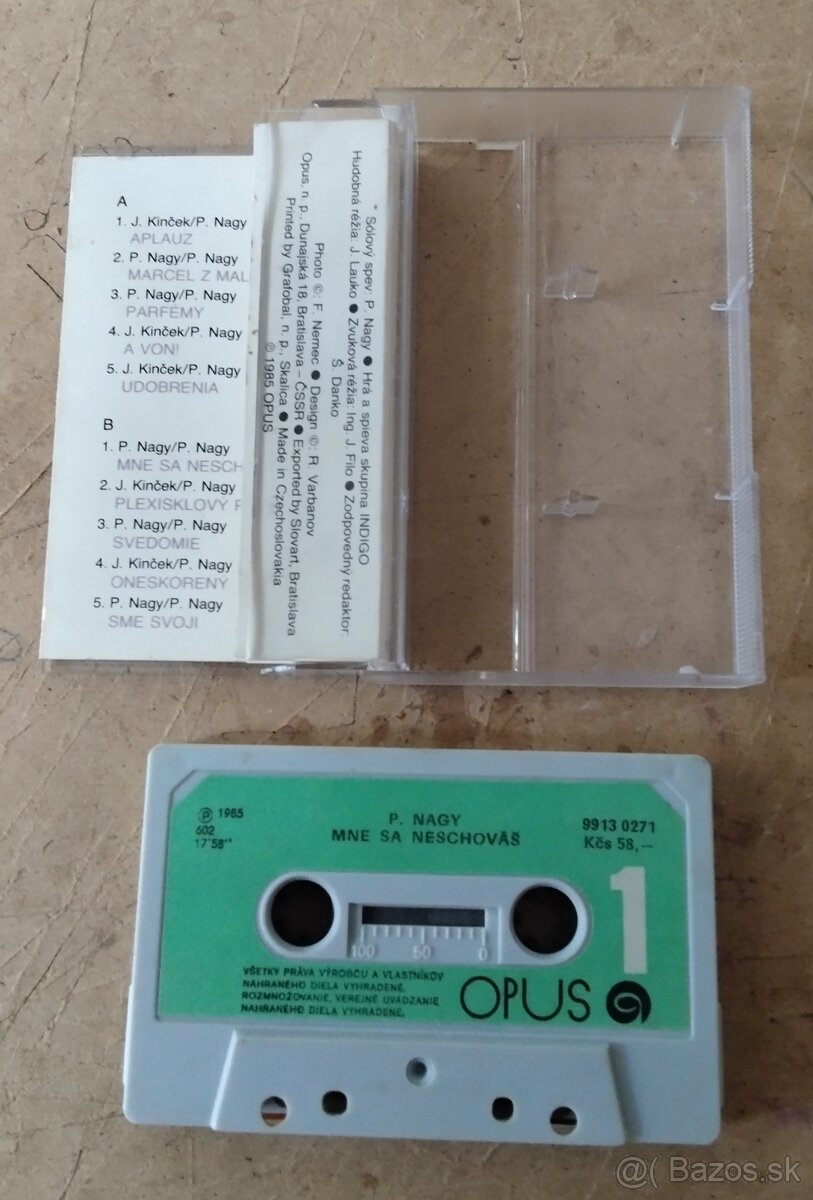 A
1. J. Kinček/P. Nagy
APLAUZ
2. P. Nagy/P. Nagy
MARCEL Z MAL
3. P. Nagy/P. Nagy
PARFÉMY
4. J. Kinček/P. Nagy
A VON!
5. J. Kinček/P. Nagy
UDOBRENIA
B
1. P. Nagy/P. Nagy
MNE SA NESCH
2. J. Kinček/P. Nagy
PLEXISKLOVÝ P
3. P. Nagy/P. Nagy
SVEDOMIE
4. J. Kinček/P. Nagy
ONESKORENÝ
5. P. Nagy/P. Nagy
SME SVOJI
* Sólový spev: P. Nagy ● Hrá a spieva skupina INDIGO
Hudobná réžia: J. Lauko ● Zvuková réžia: Ing. J. Filo ● Zodpovedný redaktor:
Š. Danko
Photo ©: F. Nemec ● Design ©: R. Varbanov
Opus, n. p., Dunajská 18, Bratislava – ČSSR ● Exported by Slovart, Bratislava
Printed by Grafobal, n. p., Skalica ● Made in Czechoslovakia
℗ 1985 OPUS
℗ 1985
602
17'58''
P. NAGY
MNE SA NESCHOVÁŠ
9913 0271
Kčs 58,—
1
100 50 0
VŠETKY PRÁVA VÝROBCU A VLASTNÍKOV
NAHRANÉHO DIELA VYHRADENÉ.
ROZMNOŽOVANIE, VEREJNÉ UVÁDZANIE
NAHRANÉHO DIELA VYHRADENÉ.
OPUS
@( Bazos.sk